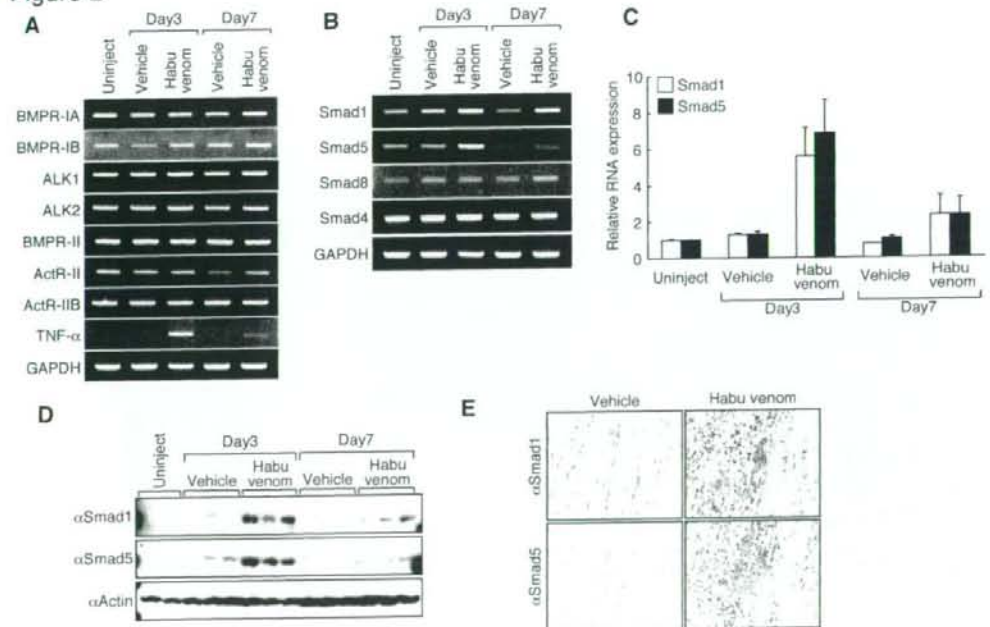 A
Day3 Day7
Uninject Vehicle Habu venom Vehicle Habu venom
BMPR-IA
BMPR-IB
ALK1
ALK2
BMPR-II
ActR-II
ActR-IIB
TNF-α
GAPDH
B
Day3 Day7
Uninject Vehicle Habu venom Vehicle Habu venom
Smad1
Smad5
Smad8
Smad4
GAPDH
C
Relative RNA expression
10
8
6
4
2
0
Smad1
Smad5
Uninject Vehicle Habu venom Vehicle Habu venom
Day3 Day7
D
Day3 Day7
Uninject Vehicle Habu venom Vehicle Habu venom
αSmad1
αSmad5
αActin
E
Vehicle Habu venom
αSmad1
αSmad5